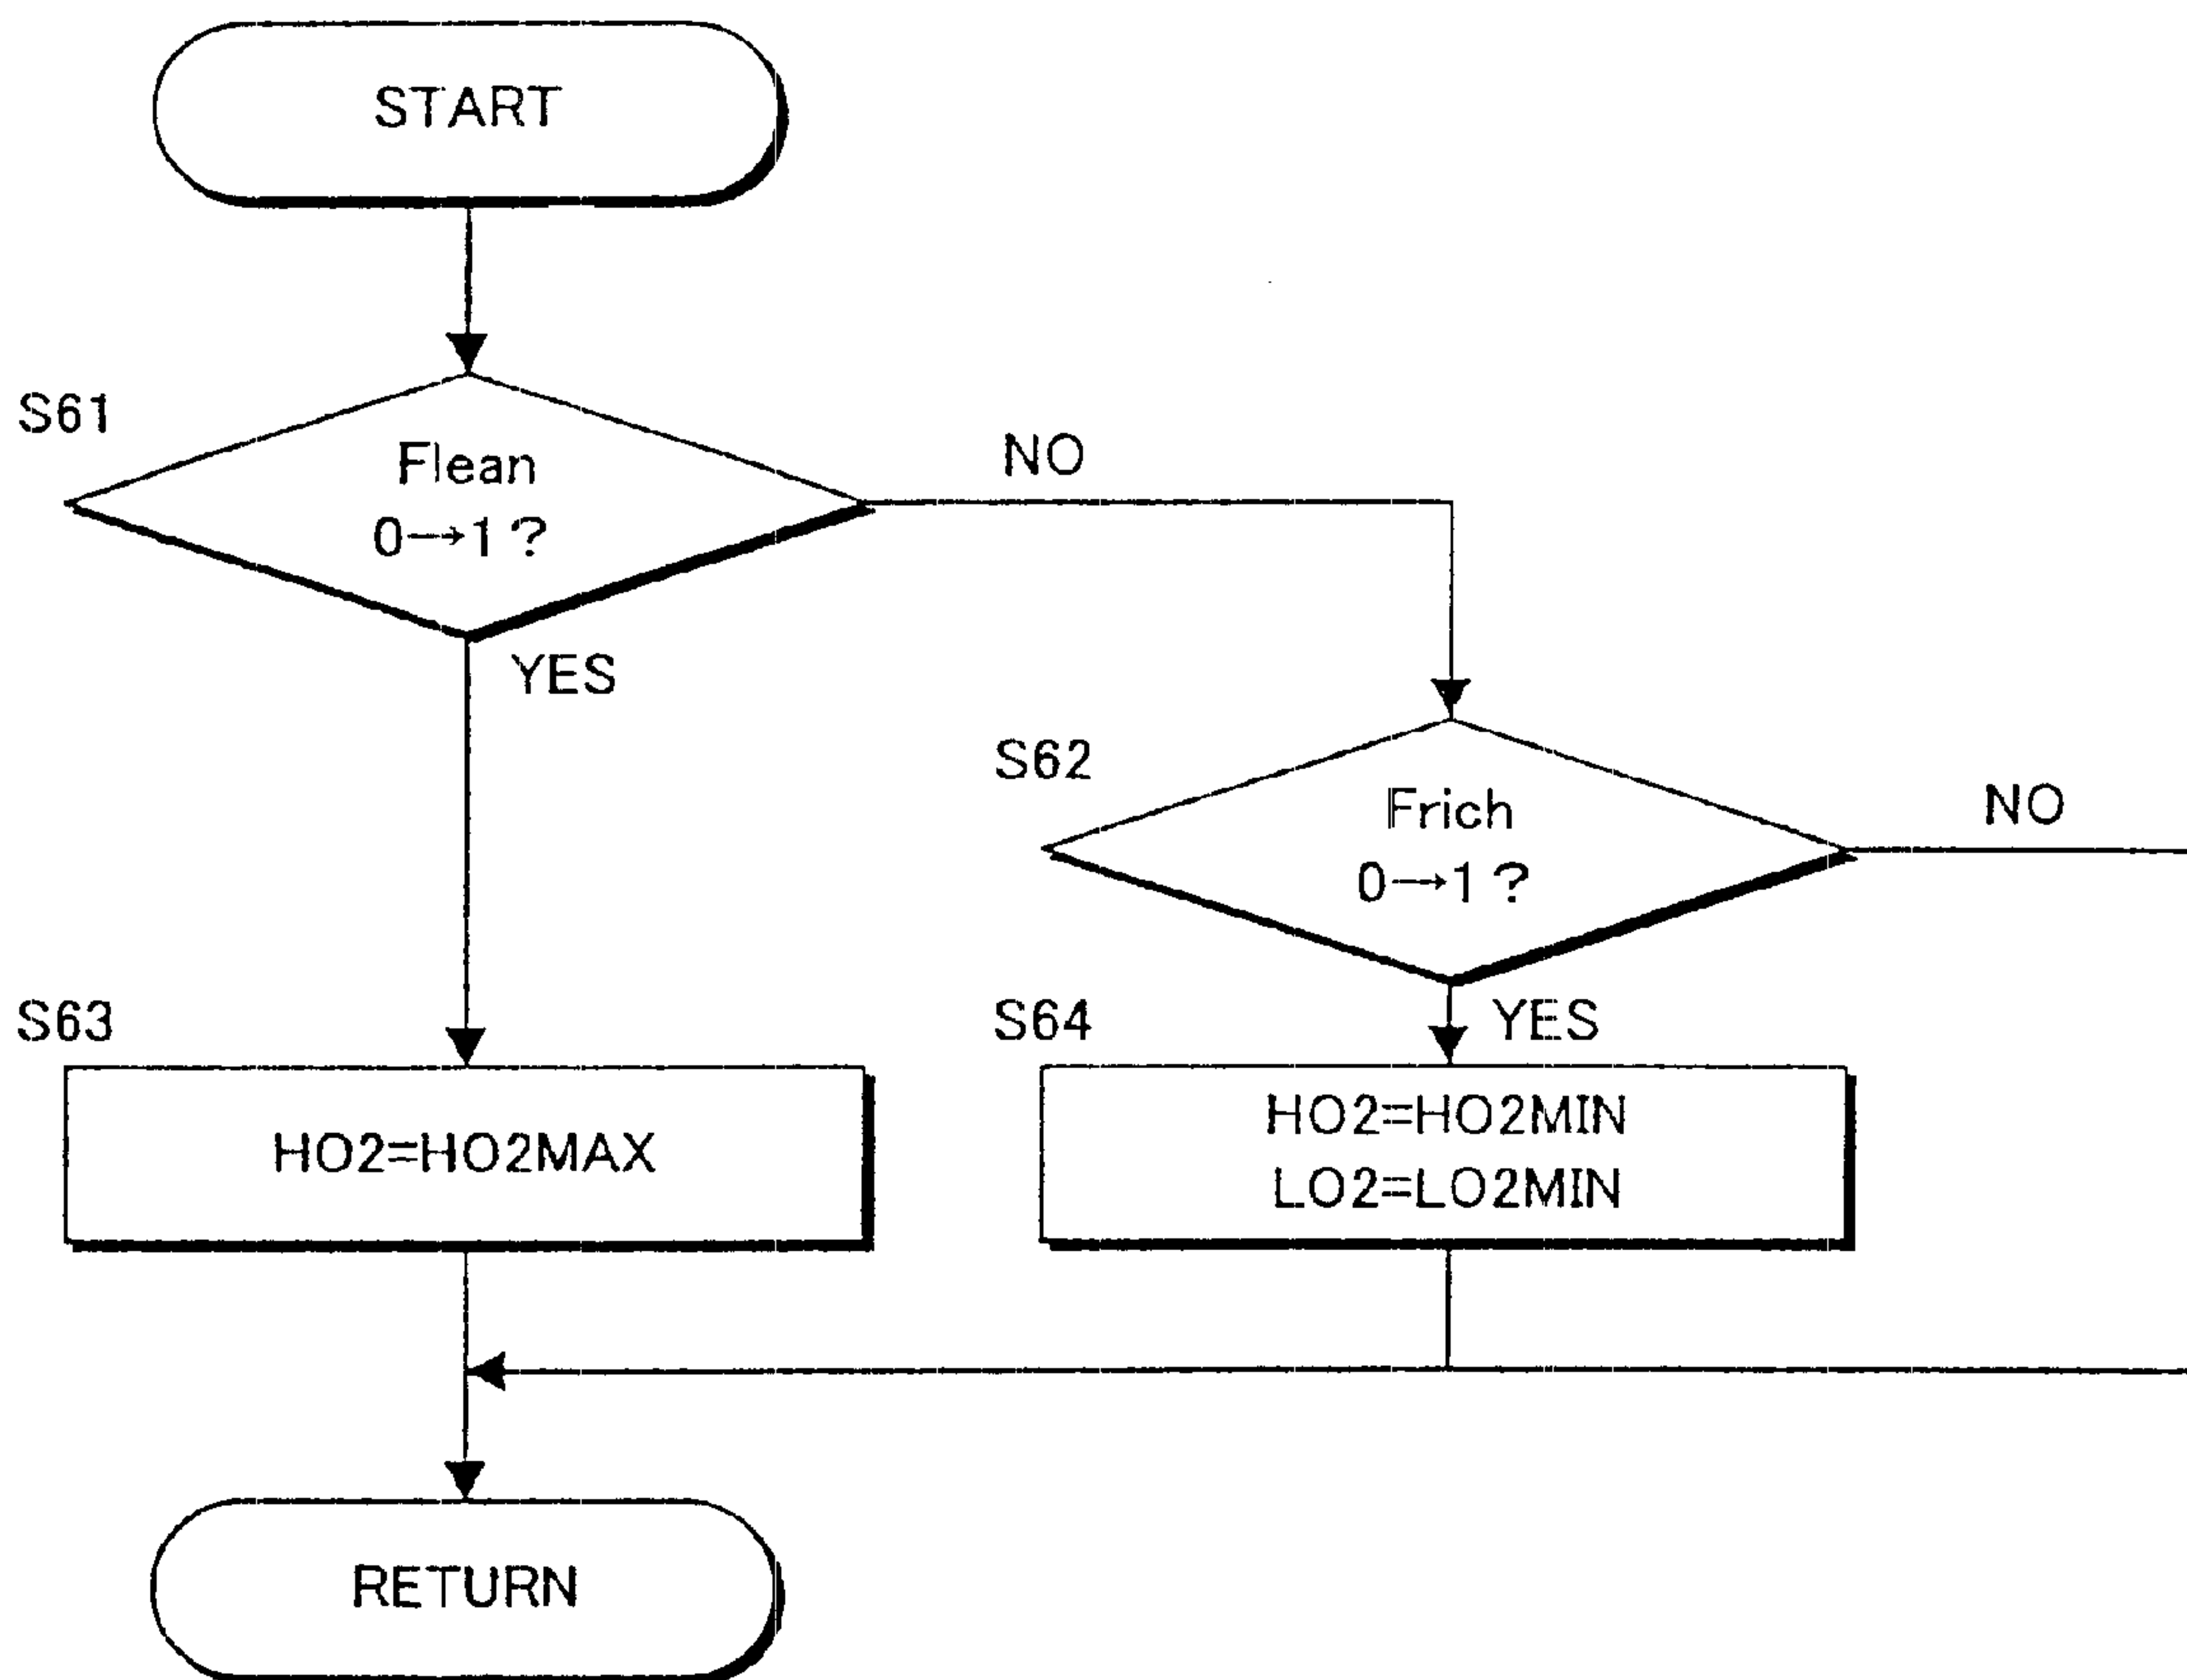 START
S61
Flean
0→1?
NO
YES
S62
Frich
0→1?
NO
YES
S63
HO2=HO2MAX
S64
HO2=HO2MIN
LO2=LO2MIN
RETURN